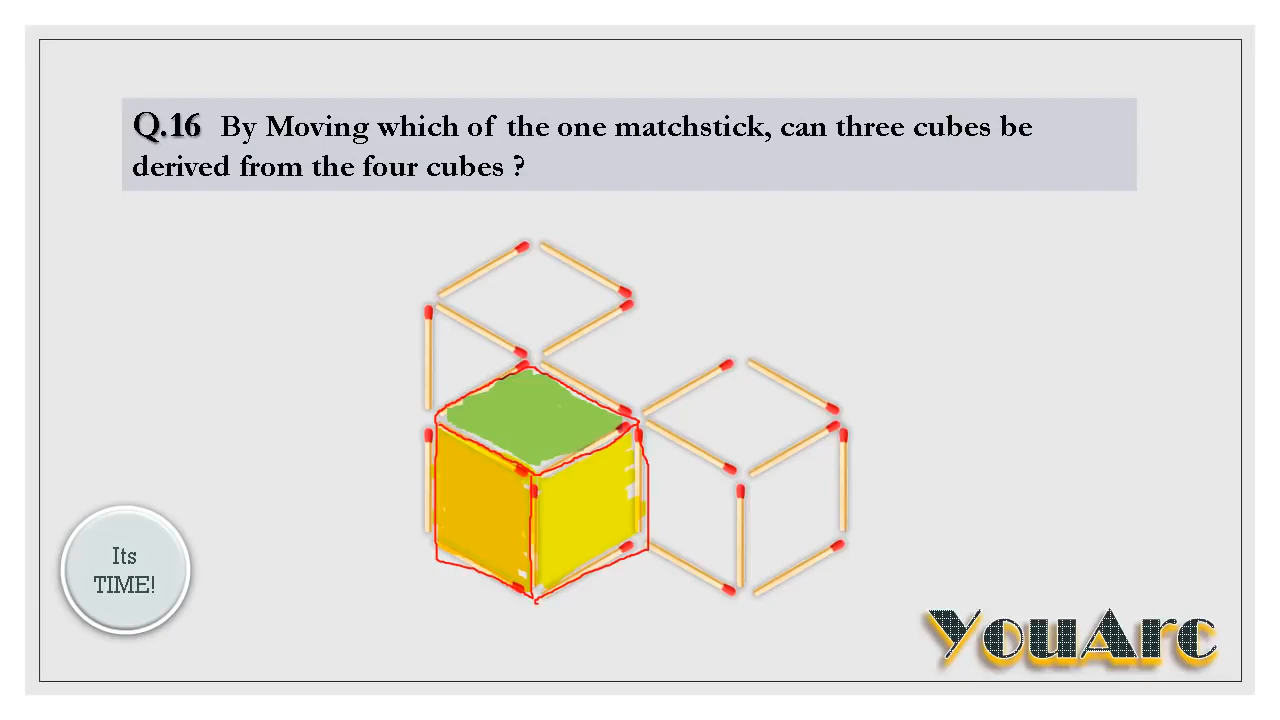 Q.16 By Moving which of the one matchstick, can three cubes be
derived from the four cubes ?
Its
TIME!
YouArc